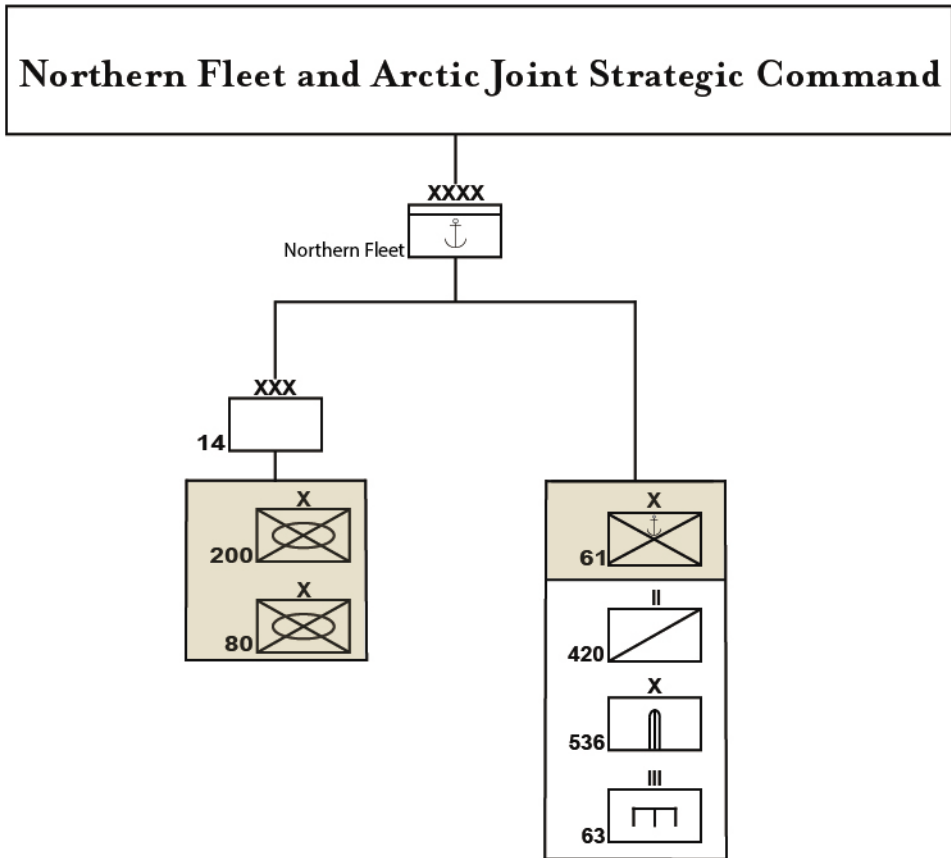 Northern Fleet and Arctic Joint Strategic Command
XXXX
Northern Fleet
XXX
14
X
200
X
80
X
61
II
420
X
536
III
63